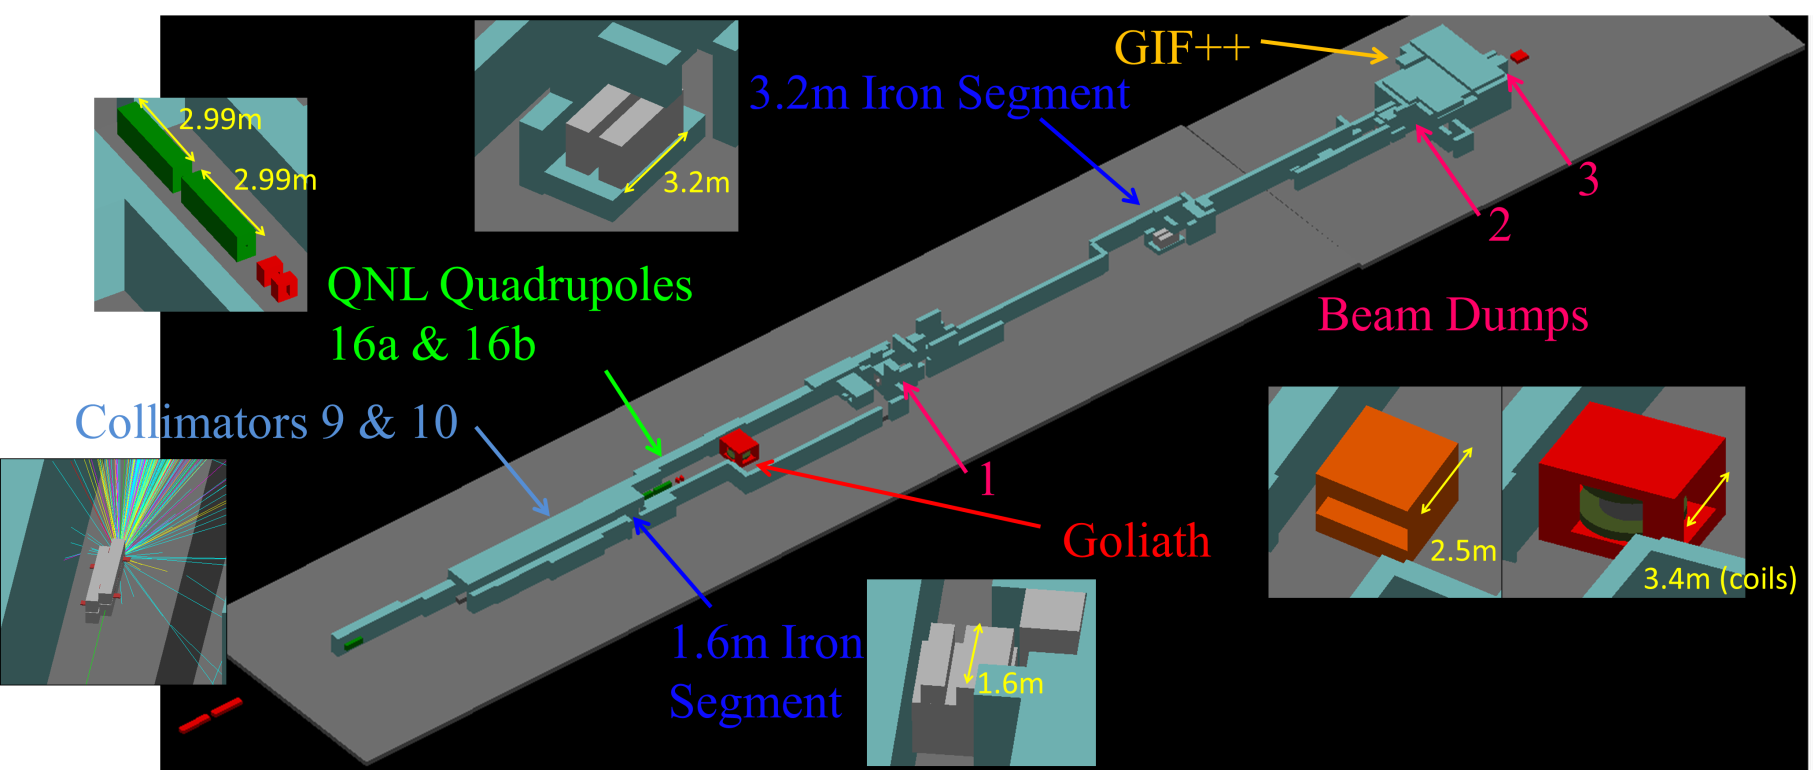 GIF++
3.2m Iron Segment
2.99m
2.99m
3.2m
3
2
QNL Quadrupoles
16a & 16b
Beam Dumps
Collimators 9 & 10
1
Goliath
2.5m
3.4m (coils)
1.6m Iron
Segment
1.6m